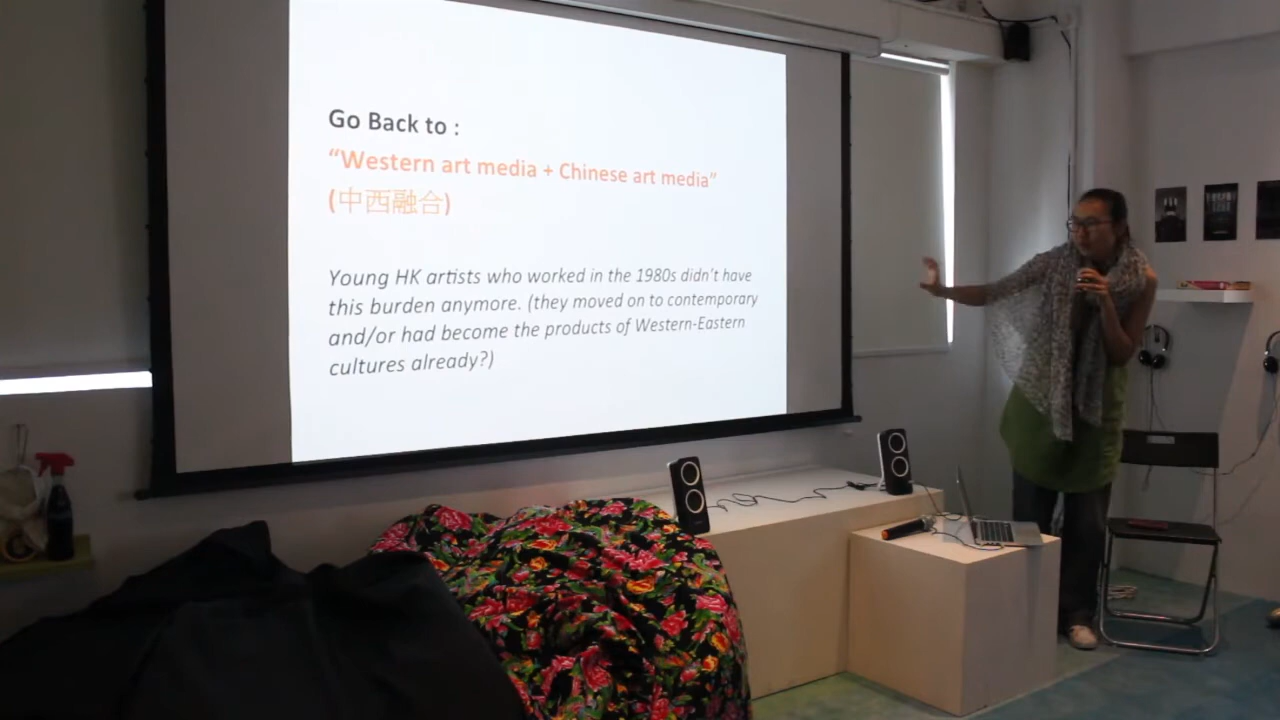 Go Back to :
“Western art media + Chinese art media”
(中西融合)
Young HK artists who worked in the 1980s didn’t have
this burden anymore. (they moved on to contemporary
and/or had become the products of Western-Eastern
cultures already?)